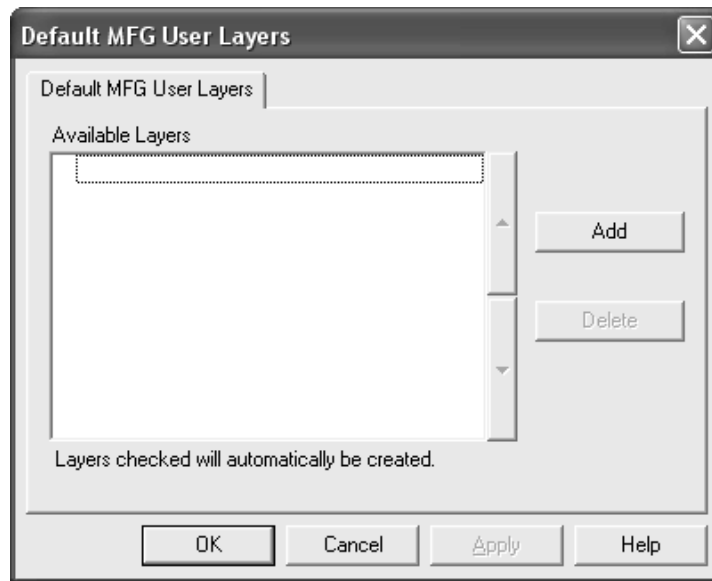 Default MFG User Layers
Default MFG User Layers
Available Layers
Add
Delete
Layers checked will automatically be created.
OK Cancel Apply Help